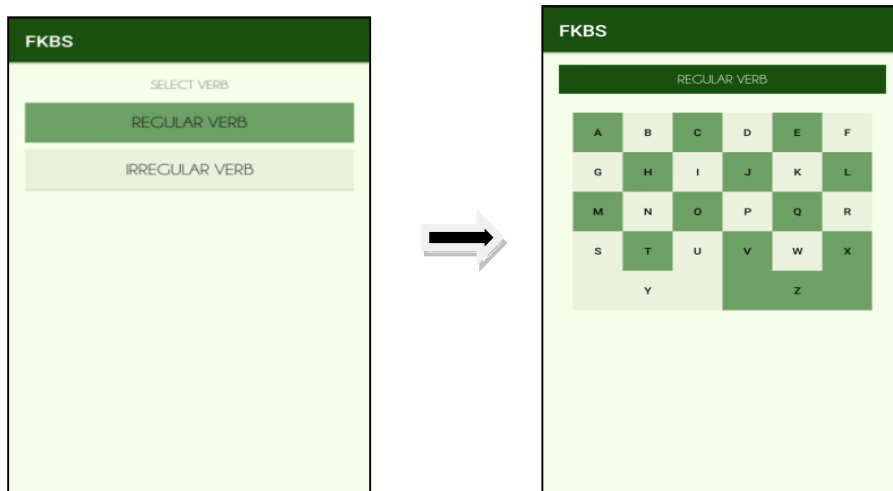 FKBS
SELECT VERB
REGULAR VERB
IRREGULAR VERB
FKBS
REGULAR VERB
A B C D E F
G H I J K L
M N O P Q R
S T U V W X
Y Z